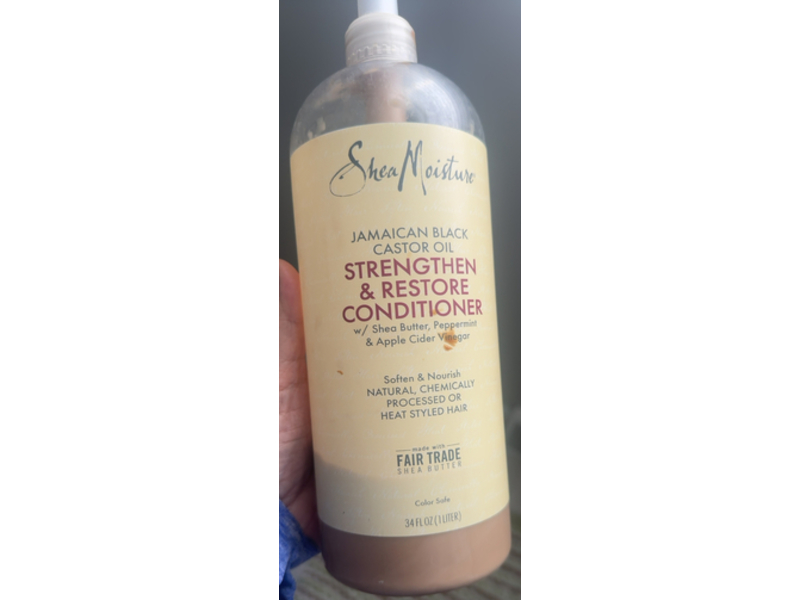 SheaMoisture
JAMAICAN BLACK
CASTOR OIL
STRENGTHEN
& RESTORE
CONDITIONER
w/ Shea Butter, Peppermint
& Apple Cider Vinegar
Soften & Nourish
NATURAL, CHEMICALLY
PROCESSED OR
HEAT STYLED HAIR
made with
FAIR TRADE
SHEA BUTTER
Color Safe
34 FL OZ (1 LITER)